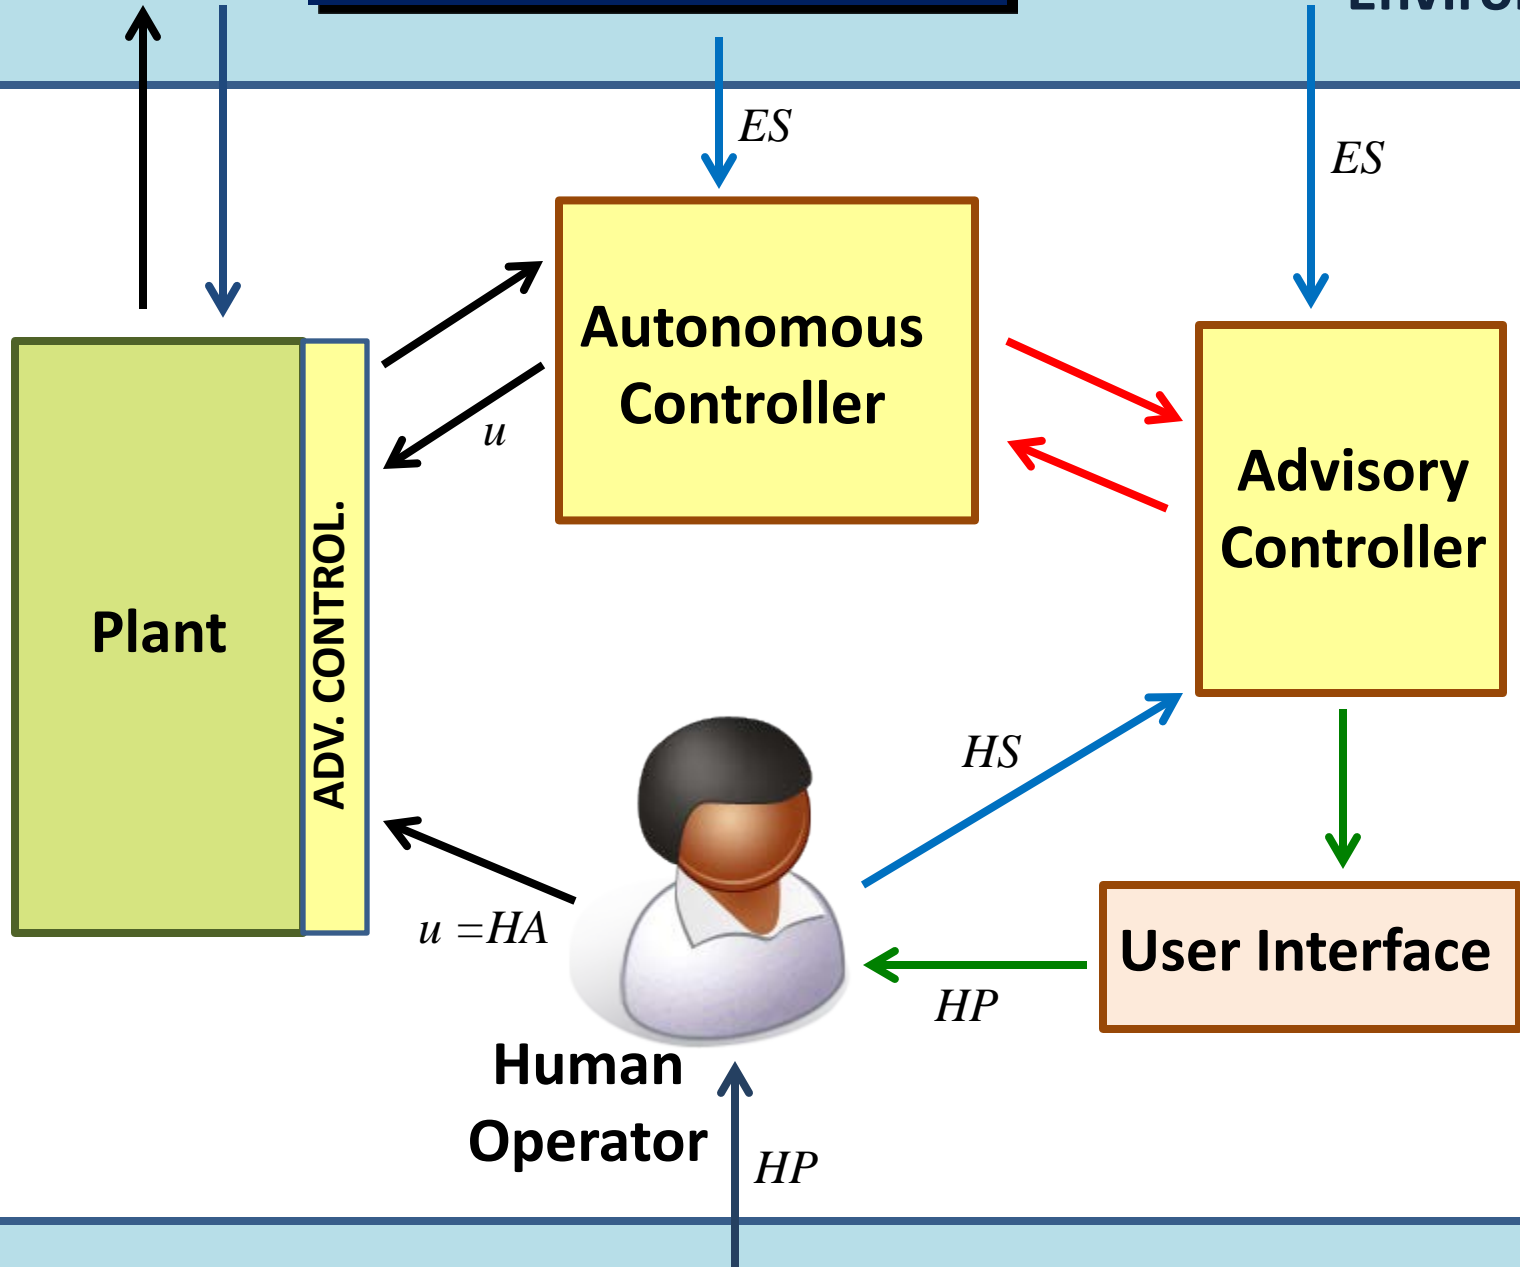 ES
ES
Autonomous
Controller
u
Advisory
Controller
Plant
ADV. CONTROL.
HS
u =HA
User Interface
HP
Human
Operator
HP